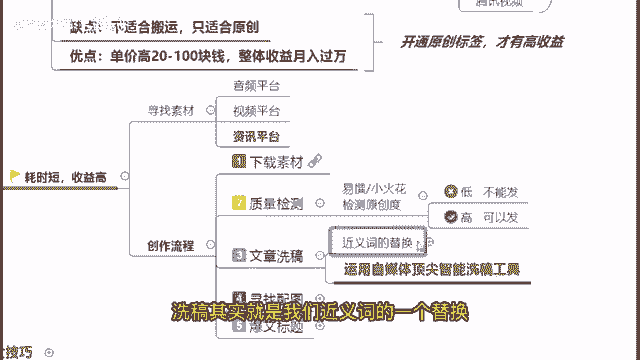 腾讯视频
缺点：不适合搬运，只适合原创
优点：单价高20-100块钱，整体收益月入过万
开通原创标签，才有高收益
音频平台
寻找素材
视频平台
资讯平台
耗时短，收益高
1 下载素材
2 质量检测
易撰/小火花
检测原创度
低 不能发
高 可以发
创作流程
3 文章洗稿
近义词的替换
运用自媒体顶尖智能洗稿工具
4 寻找配图
洗稿其实就是我们近义词的一个替换
5 爆文标题
技巧